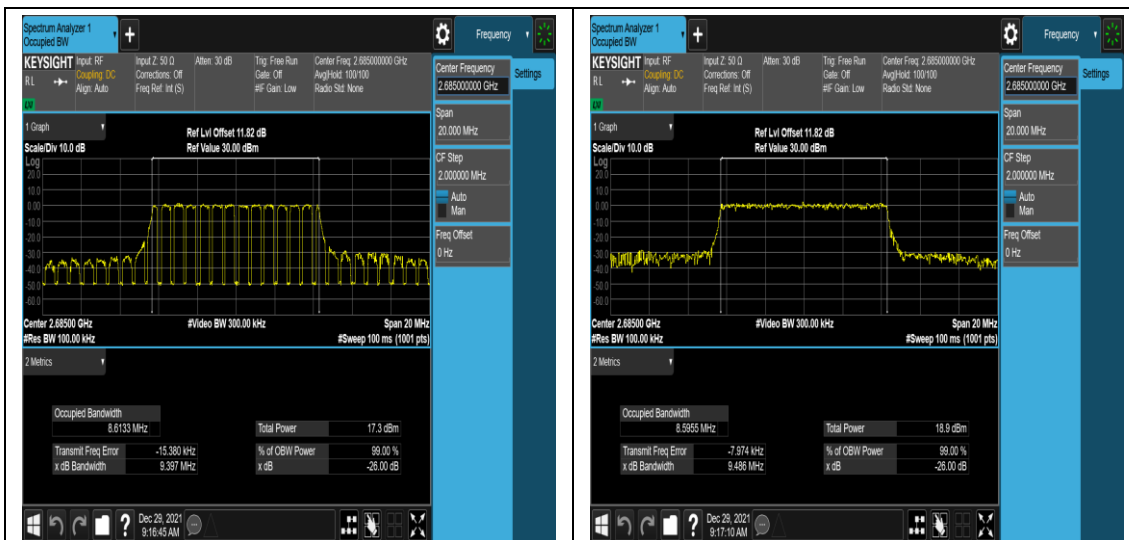 Spectrum Analyzer 1
Occupied BW
+
Frequency
KEYSIGHT Input: RF Input Z: 50 Ω Atten: 30 dB Trig: Free Run Center Freq: 2.685000000 GHz
RL Coupling: DC Corrections: Off Gate: Off Avg|Hold: 100/100
Align: Auto Freq Ref: Int (S) #IF Gain: Low Radio Std: None
Center Frequency
2.685000000 GHz
Settings
Span
20.000 MHz
CF Step
2.000000 MHz
Auto
Man
Freq Offset
0 Hz
1 Graph
Ref Lvl Offset 11.82 dB
Scale/Div 10.0 dB Ref Value 30.00 dBm
Log
20.0
10.0
0.00
-10.0
-20.0
-30.0
-40.0
-50.0
-60.0
Center 2.68500 GHz #Video BW 300.00 kHz Span 20 MHz
#Res BW 100.00 kHz #Sweep 100 ms (1001 pts)
2 Metrics
Occupied Bandwidth
8.6133 MHz Total Power 17.3 dBm
Transmit Freq Error -15.380 kHz % of OBW Power 99.00 %
x dB Bandwidth 9.397 MHz x dB -26.00 dB
?
Dec 29, 2021
9:16:45 AM
Spectrum Analyzer 1
Occupied BW
+
Frequency
KEYSIGHT Input: RF Input Z: 50 Ω Atten: 30 dB Trig: Free Run Center Freq: 2.685000000 GHz
RL Coupling: DC Corrections: Off Gate: Off Avg|Hold: 100/100
Align: Auto Freq Ref: Int (S) #IF Gain: Low Radio Std: None
Center Frequency
2.685000000 GHz
Settings
Span
20.000 MHz
CF Step
2.000000 MHz
Auto
Man
Freq Offset
0 Hz
1 Graph
Ref Lvl Offset 11.82 dB
Scale/Div 10.0 dB Ref Value 30.00 dBm
Log
20.0
10.0
0.00
-10.0
-20.0
-30.0
-40.0
-50.0
-60.0
Center 2.68500 GHz #Video BW 300.00 kHz Span 20 MHz
#Res BW 100.00 kHz #Sweep 100 ms (1001 pts)
2 Metrics
Occupied Bandwidth
8.5955 MHz Total Power 18.9 dBm
Transmit Freq Error -7.974 kHz % of OBW Power 99.00 %
x dB Bandwidth 9.486 MHz x dB -26.00 dB
?
Dec 29, 2021
9:17:10 AM